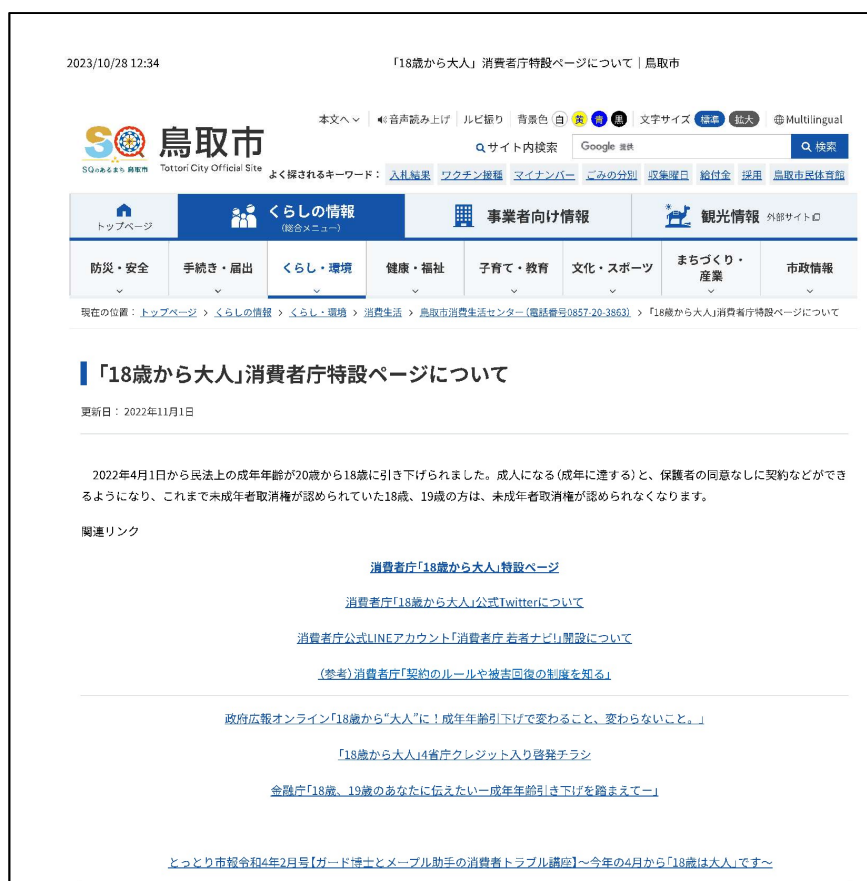 2023/10/28 12:34 「18歳から大人」消費者庁特設ページについて｜鳥取市
本文へ 音声読み上げ ルビ振り 背景色 白 黄 青 黒 文字サイズ 標準 拡大 Multilingual
SQ 鳥取市
サイト内検索 Google 提供 検索
SQのあるまち 鳥取市 Tottori City Official Site
よく探されるキーワード： 入札結果 ワクチン接種 マイナンバー ごみの分別 収集曜日 給付金 採用 鳥取市民体育館
トップページ くらしの情報 (総合メニュー) 事業者向け情報 観光情報 外部サイト
防災・安全 手続き・届出 くらし・環境 健康・福祉 子育て・教育 文化・スポーツ まちづくり・産業 市政情報
現在の位置： トップページ > くらしの情報 > くらし・環境 > 消費生活 > 鳥取市消費生活センター（電話番号0857-20-3863） > 「18歳から大人」消費者庁特設ページについて
「18歳から大人」消費者庁特設ページについて
更新日： 2022年11月1日
2022年4月1日から民法上の成年年齢が20歳から18歳に引き下げられました。成人になる（成年に達する）と、保護者の同意なしに契約などができ
るようになり、これまで未成年者取消権が認められていた18歳、19歳の方は、未成年者取消権が認められなくなります。
関連リンク
消費者庁「18歳から大人」特設ページ
消費者庁「18歳から大人」公式Twitterについて
消費者庁公式LINEアカウント「消費者庁 若者ナビ！」開設について
（参考）消費者庁「契約のルールや被害回復の制度を知る」
政府広報オンライン「18歳から“大人”に！成年年齢引下げで変わること、変わらないこと。」
「18歳から大人」4省庁クレジット入り啓発チラシ
金融庁「18歳、19歳のあなたに伝えたいー成年年齢引き下げを踏まえてー」
とっとり市報令和4年2月号【ガード博士とメープル助手の消費者トラブル講座】～今年の4月から「18歳は大人」です～